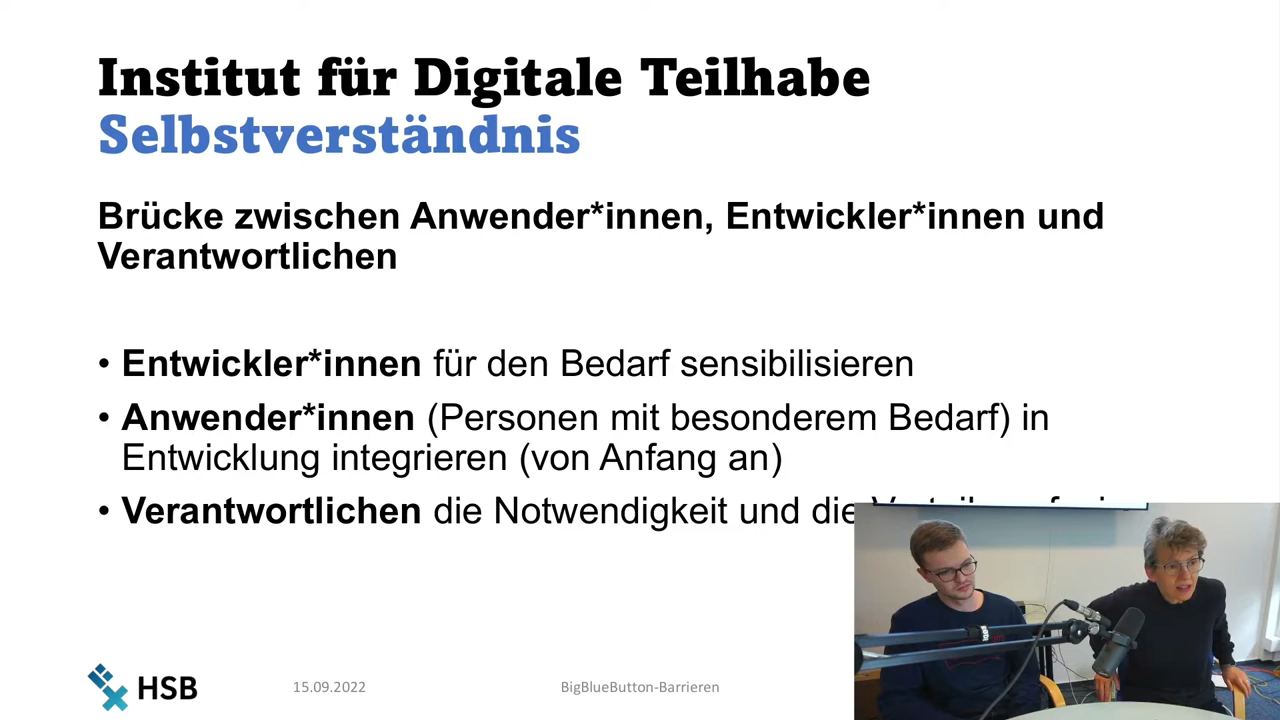 Institut für Digitale Teilhabe
Selbstverständnis
Brücke zwischen Anwender*innen, Entwickler*innen und
Verantwortlichen
• Entwickler*innen für den Bedarf sensibilisieren
• Anwender*innen (Personen mit besonderem Bedarf) in
Entwicklung integrieren (von Anfang an)
• Verantwortlichen die Notwendigkeit und die
HSB
15.09.2022
BigBlueButton-Barrieren